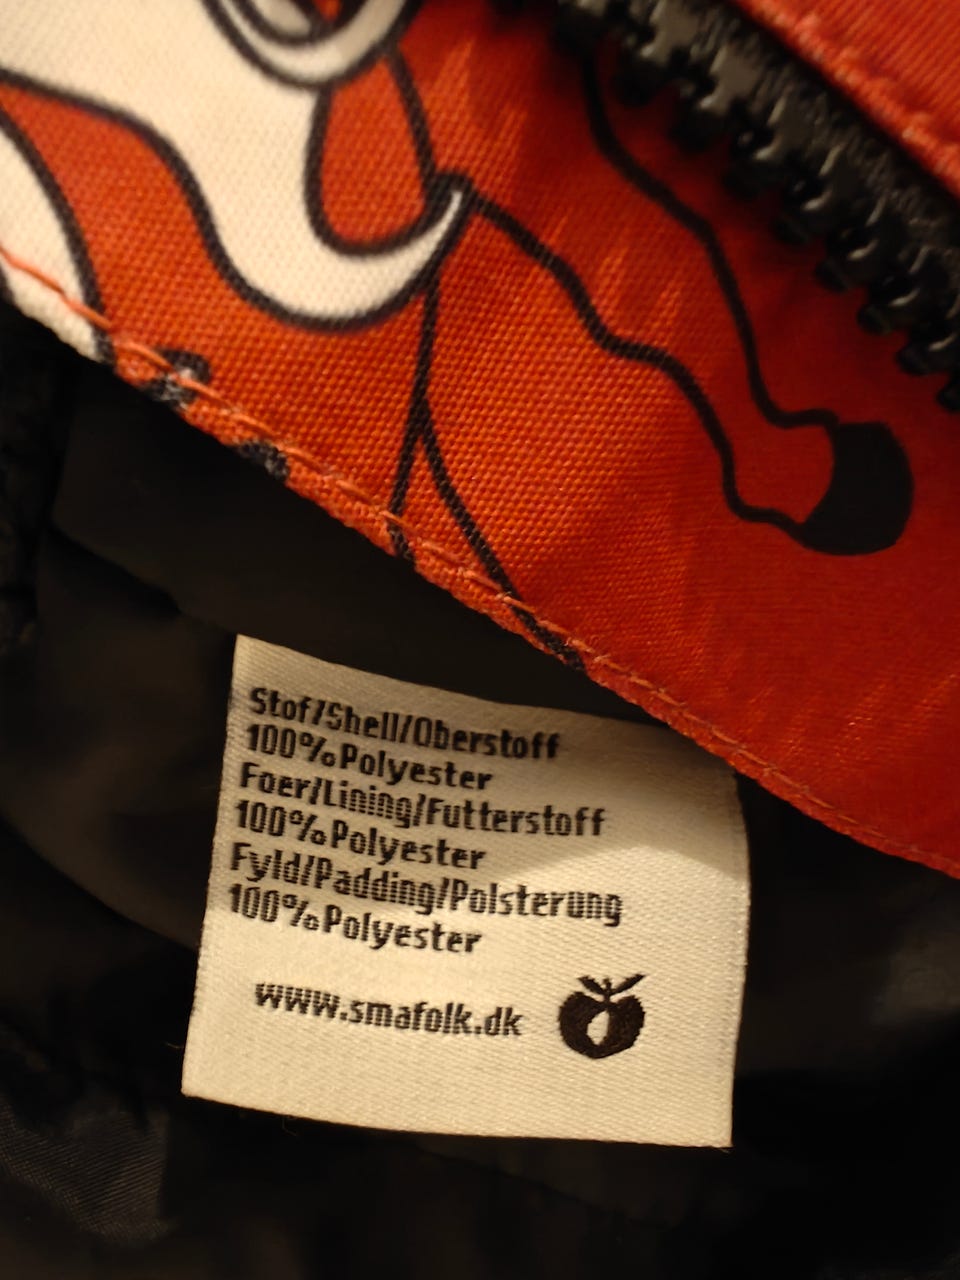 Stof/Shell/Oberstoff
100%Polyester
Foer/Lining/Futterstoff
100%Polyester
Fyld/Padding/Polsterung
100%Polyester
www.smafolk.dk